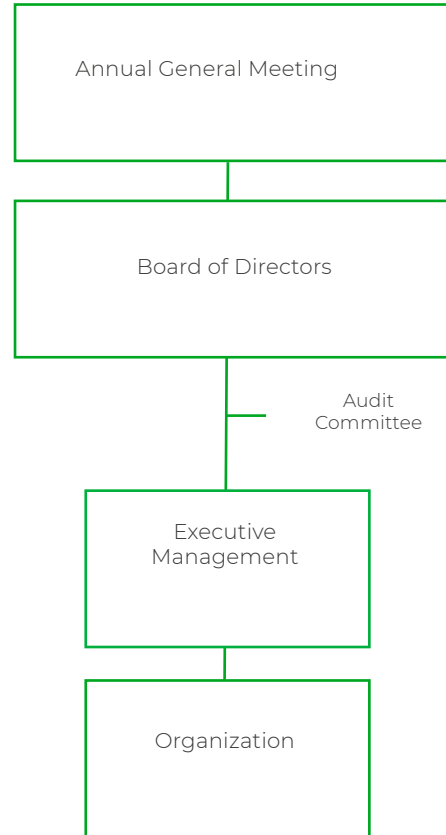 Annual General Meeting
Board of Directors
Audit
Committee
Executive
Management
Organization